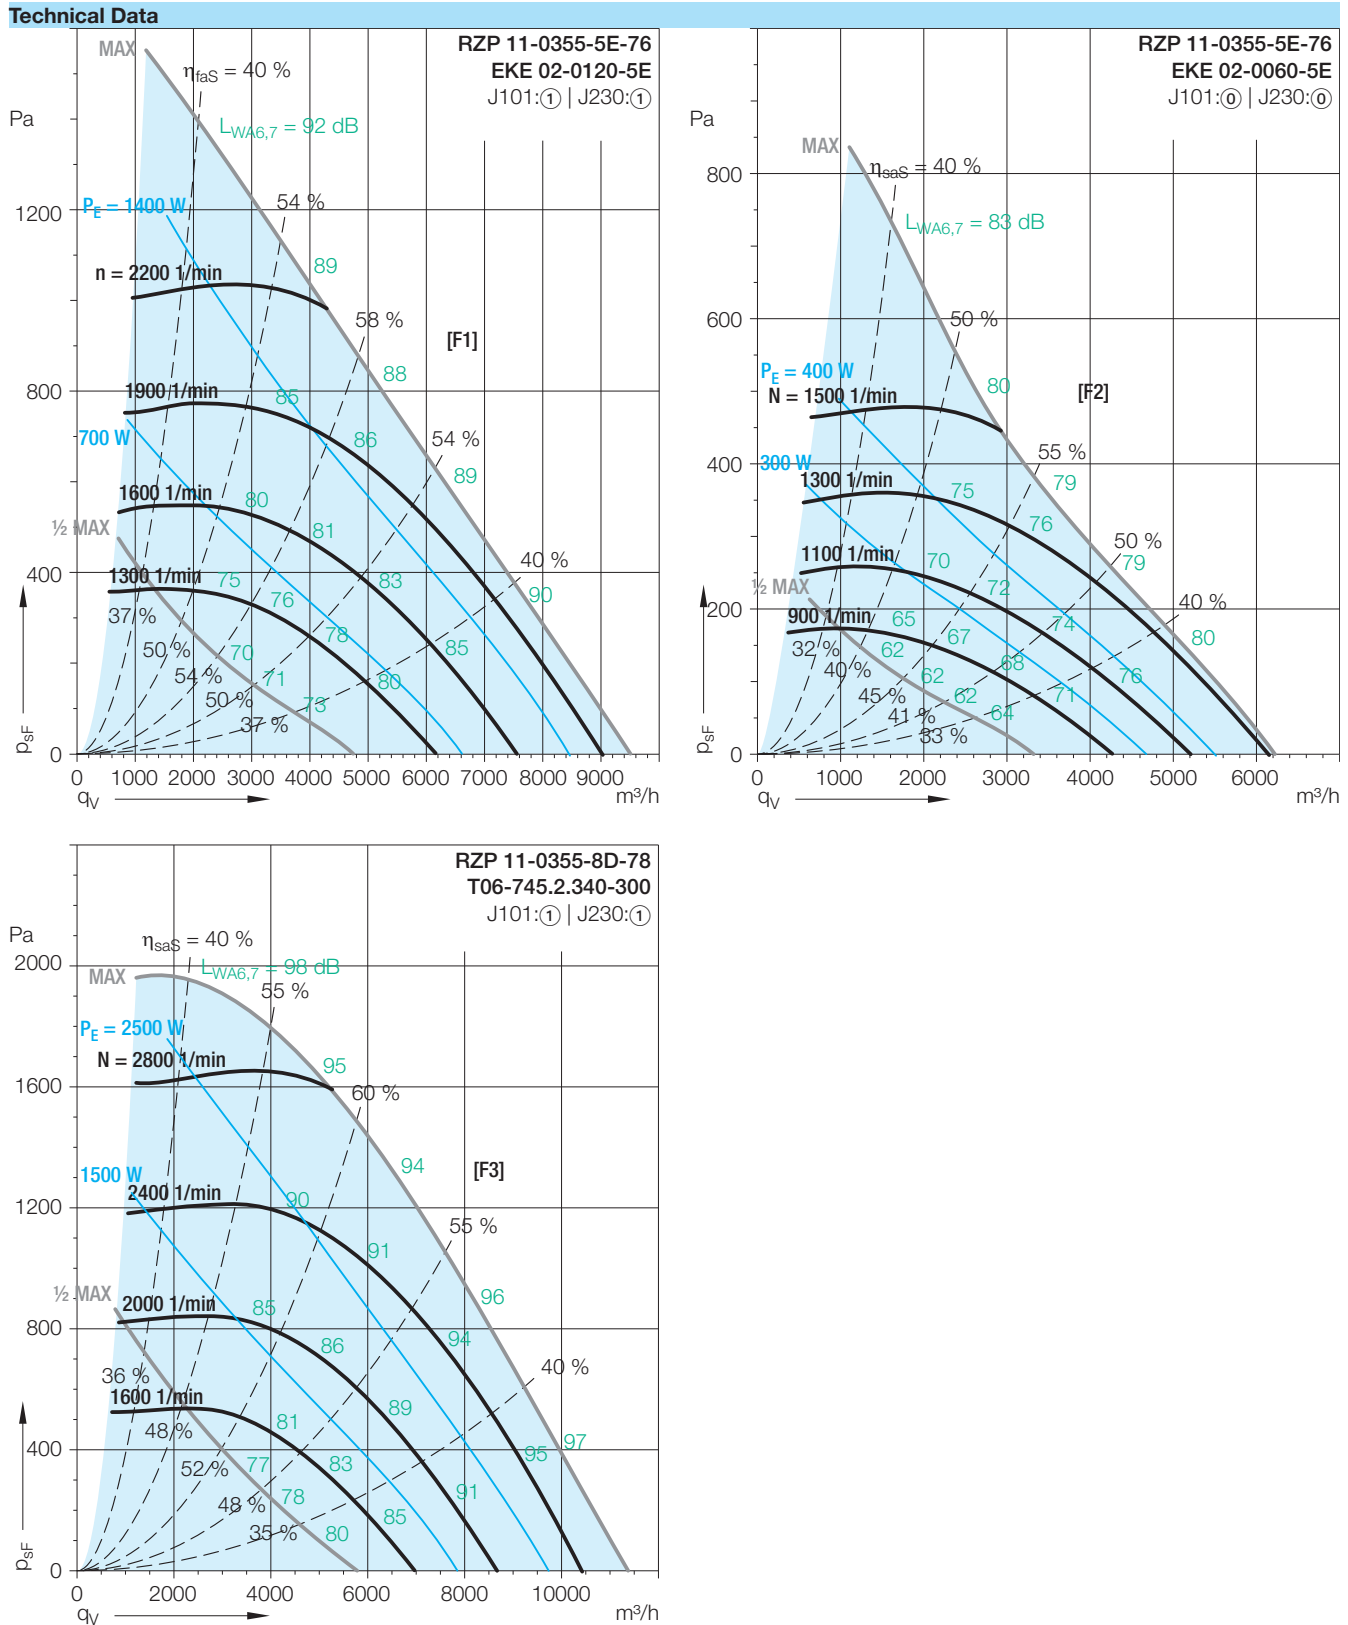 Technical Data
RZP 11-0355-5E-76
EKE 02-0120-5E
J101:① | J230:①
MAX
ηfaS = 40 %
Pa
LWA6,7 = 92 dB
54 %
PE = 1400 W
1200
n = 2200 1/min
89
58 %
[F1]
88
800
1900 1/min
85
86
700 W
54 %
89
1600 1/min
80
½ MAX
81
40 %
400
1300 1/min
75
83
90
76
37 %
78
50 %
70
85
54 %
71
80
50 %
73
37 %
psF
0
0 1000 2000 3000 4000 5000 6000 7000 8000 9000
qV
m³/h
RZP 11-0355-5E-76
EKE 02-0060-5E
J101:⓪ | J230:⓪
Pa
MAX
ηsaS = 40 %
800
LWA6,7 = 83 dB
600
50 %
PE = 400 W
80
[F2]
N = 1500 1/min
55 %
400
300 W
1300 1/min
75
79
76
50 %
1100 1/min
70
79
½ MAX
72
40 %
200
900 1/min
65
74
67
80
32 %
62
68
40 %
62
76
45 %
62
71
41 %
64
33 %
psF
0
0 1000 2000 3000 4000 5000 6000
qV
m³/h
RZP 11-0355-8D-78
T06-745.2.340-300
J101:① | J230:①
Pa
ηsaS = 40 %
2000
MAX
LWA6,7 = 98 dB
55 %
PE = 2500 W
N = 2800 1/min
95
1600
60 %
94
[F3]
1500 W
2400 1/min
90
1200
55 %
91
½ MAX
2000 1/min
85
96
800
86
94
40 %
36 %
1600 1/min
81
89
48 %
400
97
95
52 %
77
83
91
48 %
78
85
35 %
80
psF
0
0 2000 4000 6000 8000 10000
qV
m³/h